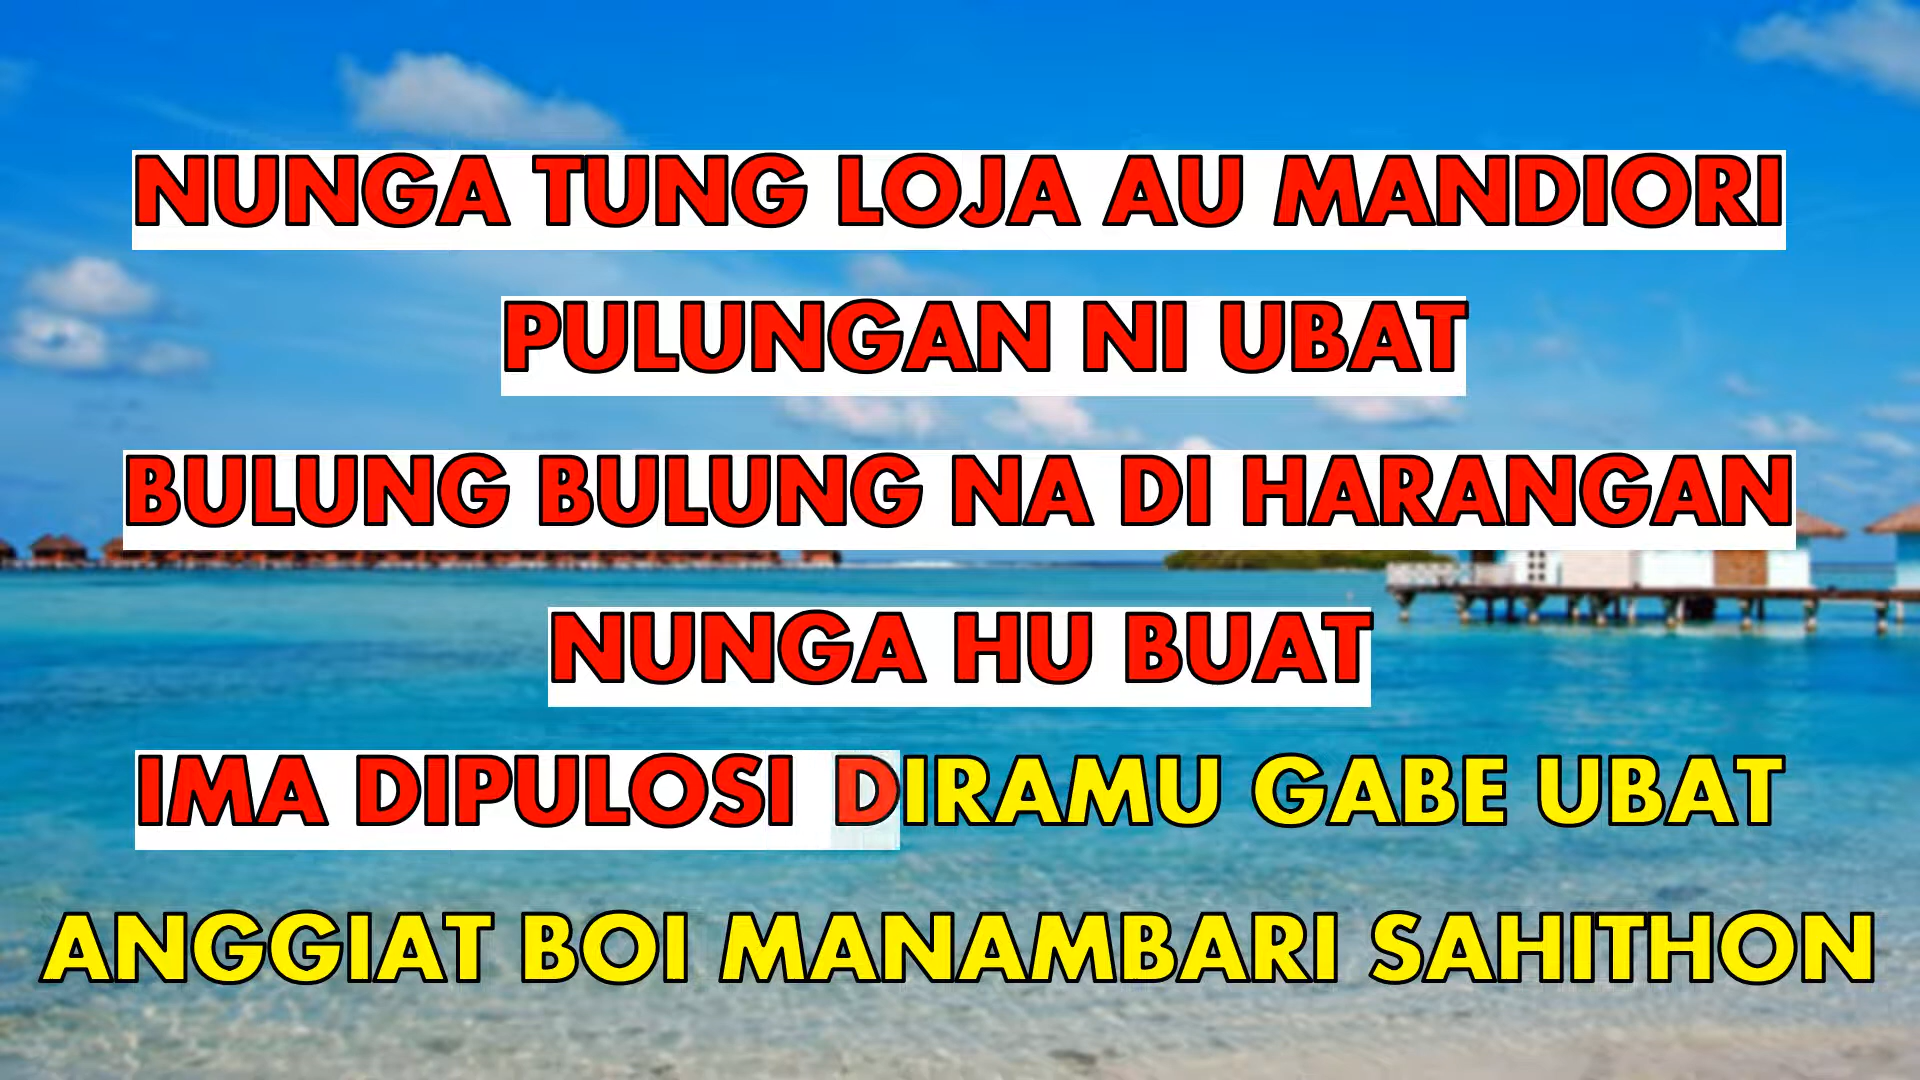 NUNGA TUNG LOJA AU MANDIORI
PULUNGAN NI UBAT
BULUNG BULUNG NA DI HARANGAN
NUNGA HU BUAT
IMA DIPULOSI DIRAMU GABE UBAT
ANGGIAT BOI MANAMBARI SAHITHON